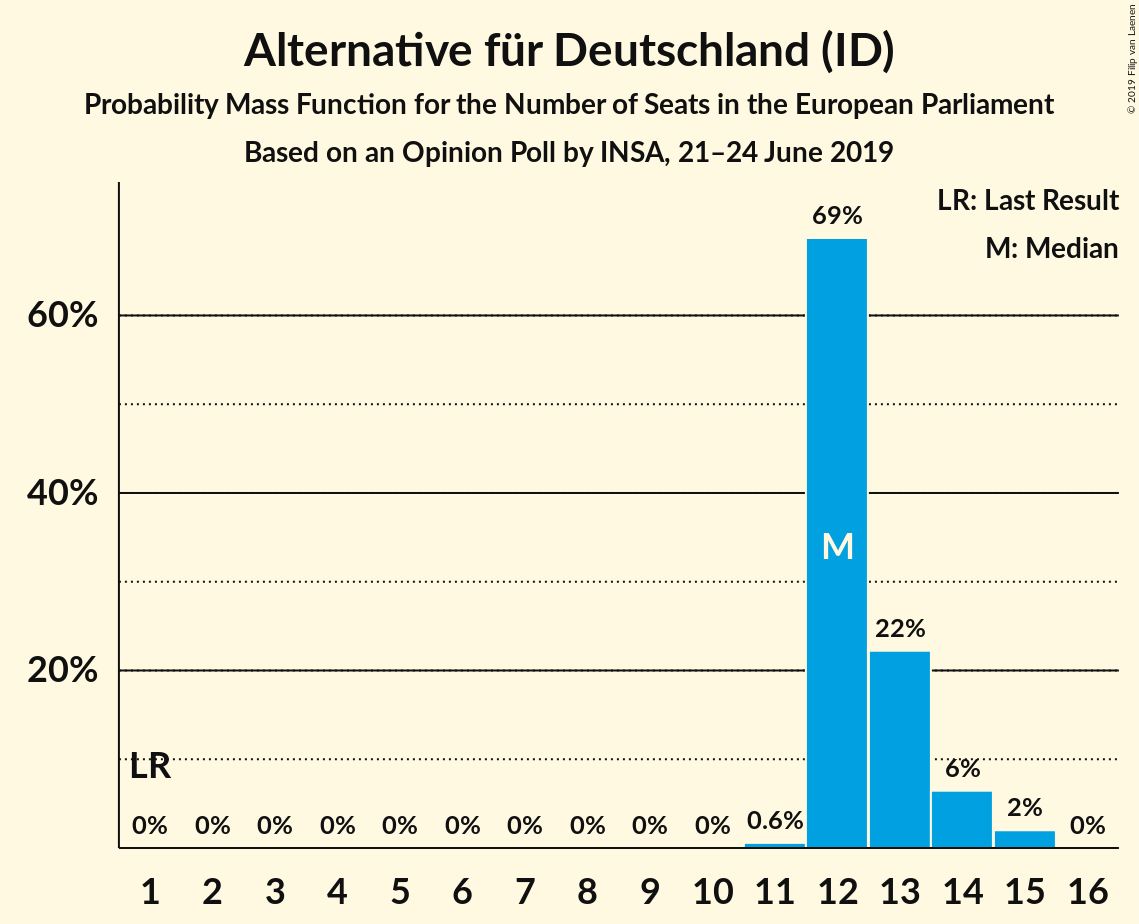 Alternative für Deutschland (ID)
Probability Mass Function for the Number of Seats in the European Parliament
Based on an Opinion Poll by INSA, 21–24 June 2019
© 2019 Filip van Laenen
LR: Last Result
M: Median
69%
60%
40%
M
22%
20%
LR
6%
2%
0% 0% 0% 0% 0% 0% 0% 0% 0% 0% 0.6% 0%
1 2 3 4 5 6 7 8 9 10 11 12 13 14 15 16